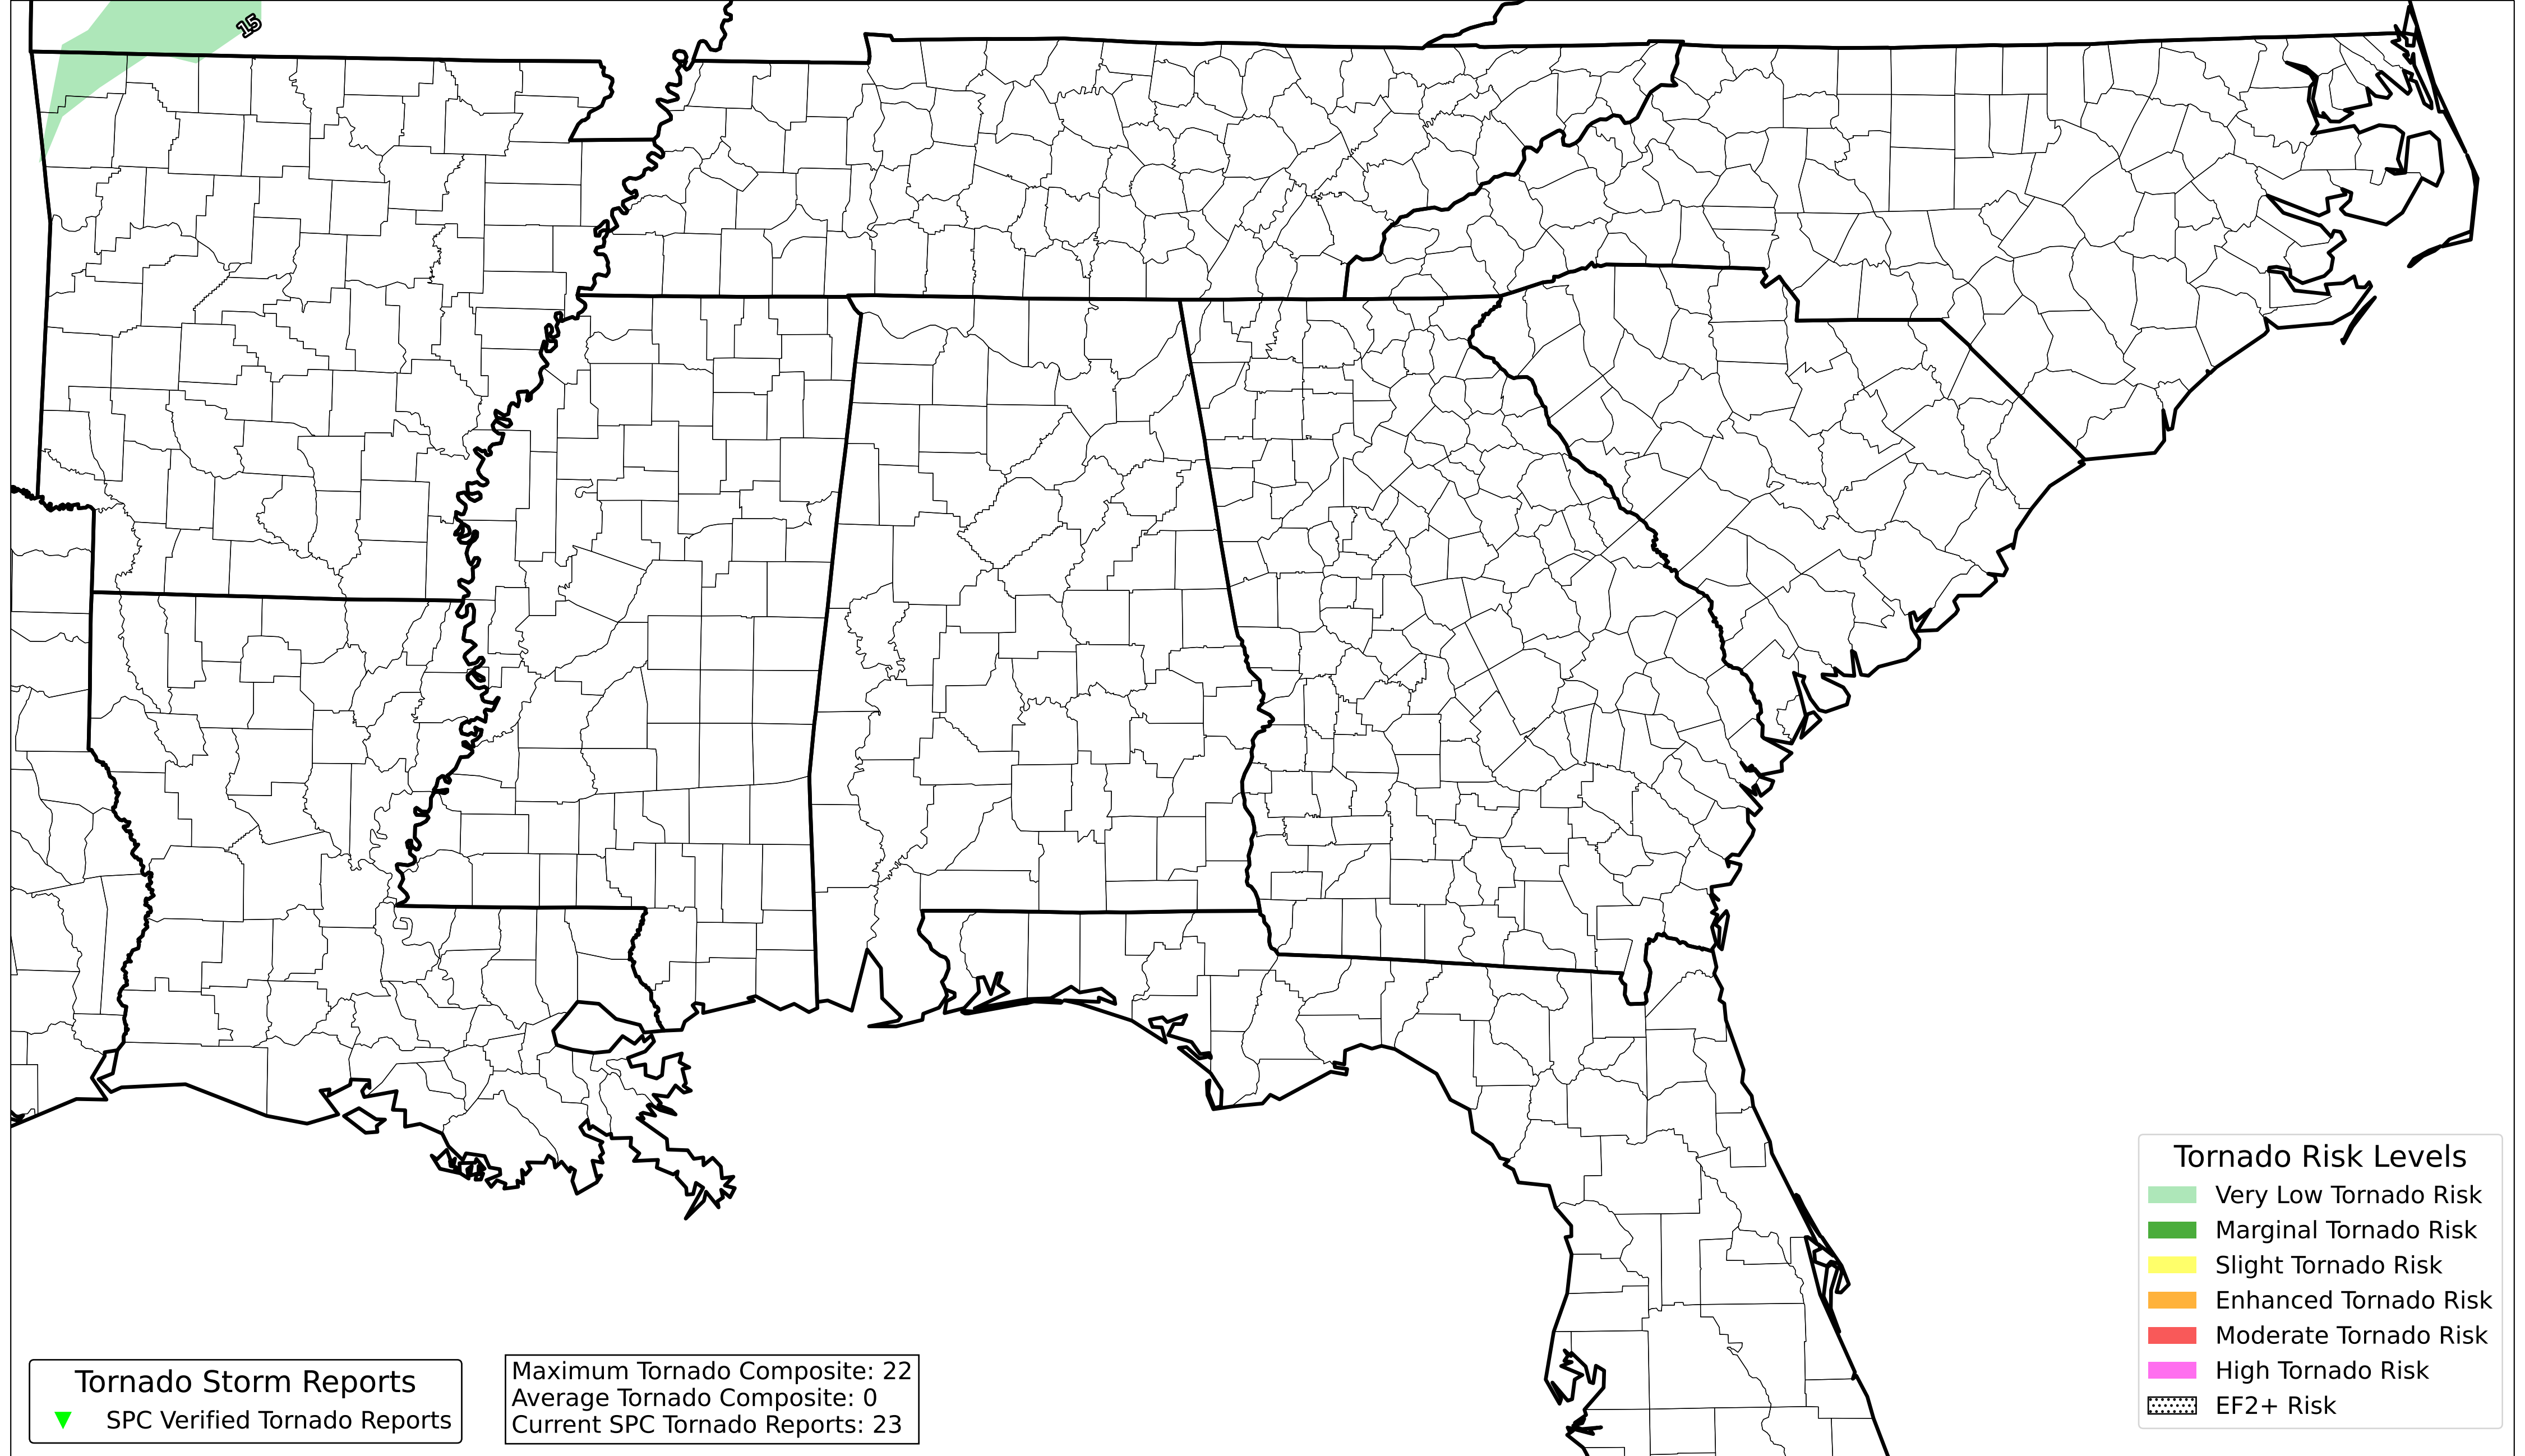 15
Tornado Risk Levels
Very Low Tornado Risk
Marginal Tornado Risk
Slight Tornado Risk
Enhanced Tornado Risk
Moderate Tornado Risk
High Tornado Risk
EF2+ Risk
Tornado Storm Reports
SPC Verified Tornado Reports
Maximum Tornado Composite: 22
Average Tornado Composite: 0
Current SPC Tornado Reports: 23